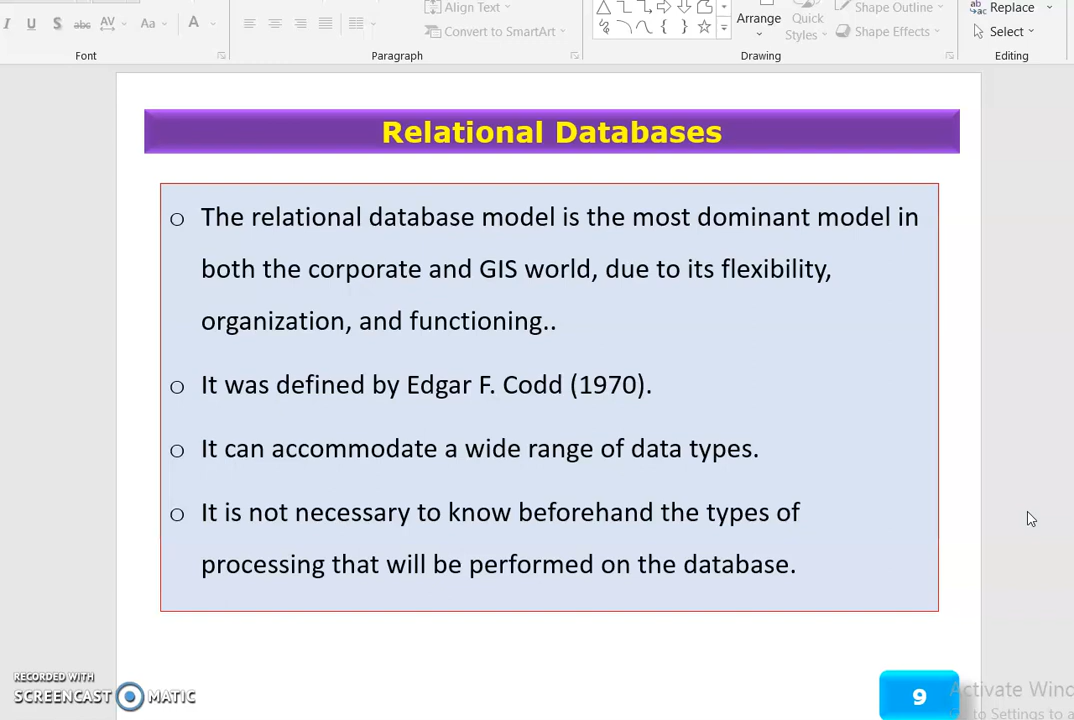 U S abc AV Aa A
Align Text
Convert to SmartArt
Arrange
Quick
Styles
Shape Outline
Shape Effects
Replace
Select
Font
Paragraph
Drawing
Editing
Relational Databases
o The relational database model is the most dominant model in
both the corporate and GIS world, due to its flexibility,
organization, and functioning..
o It was defined by Edgar F. Codd (1970).
o It can accommodate a wide range of data types.
o It is not necessary to know beforehand the types of
processing that will be performed on the database.
RECORDED WITH
SCREENCAST MATIC
9
Activate Wind
to Settings to a